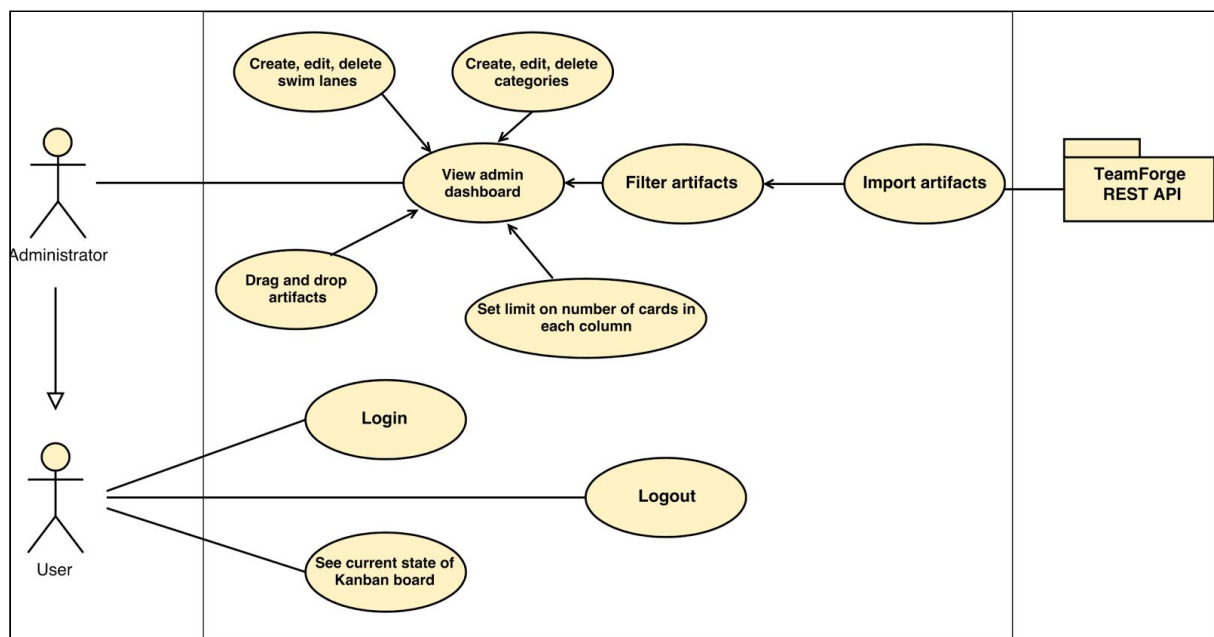 Create, edit, delete
swim lanes
Create, edit, delete
categories
View admin
dashboard
Filter artifacts
Import artifacts
TeamForge
REST API
Administrator
Drag and drop
artifacts
Set limit on number of cards in
each column
Login
Logout
See current state of
Kanban board
User